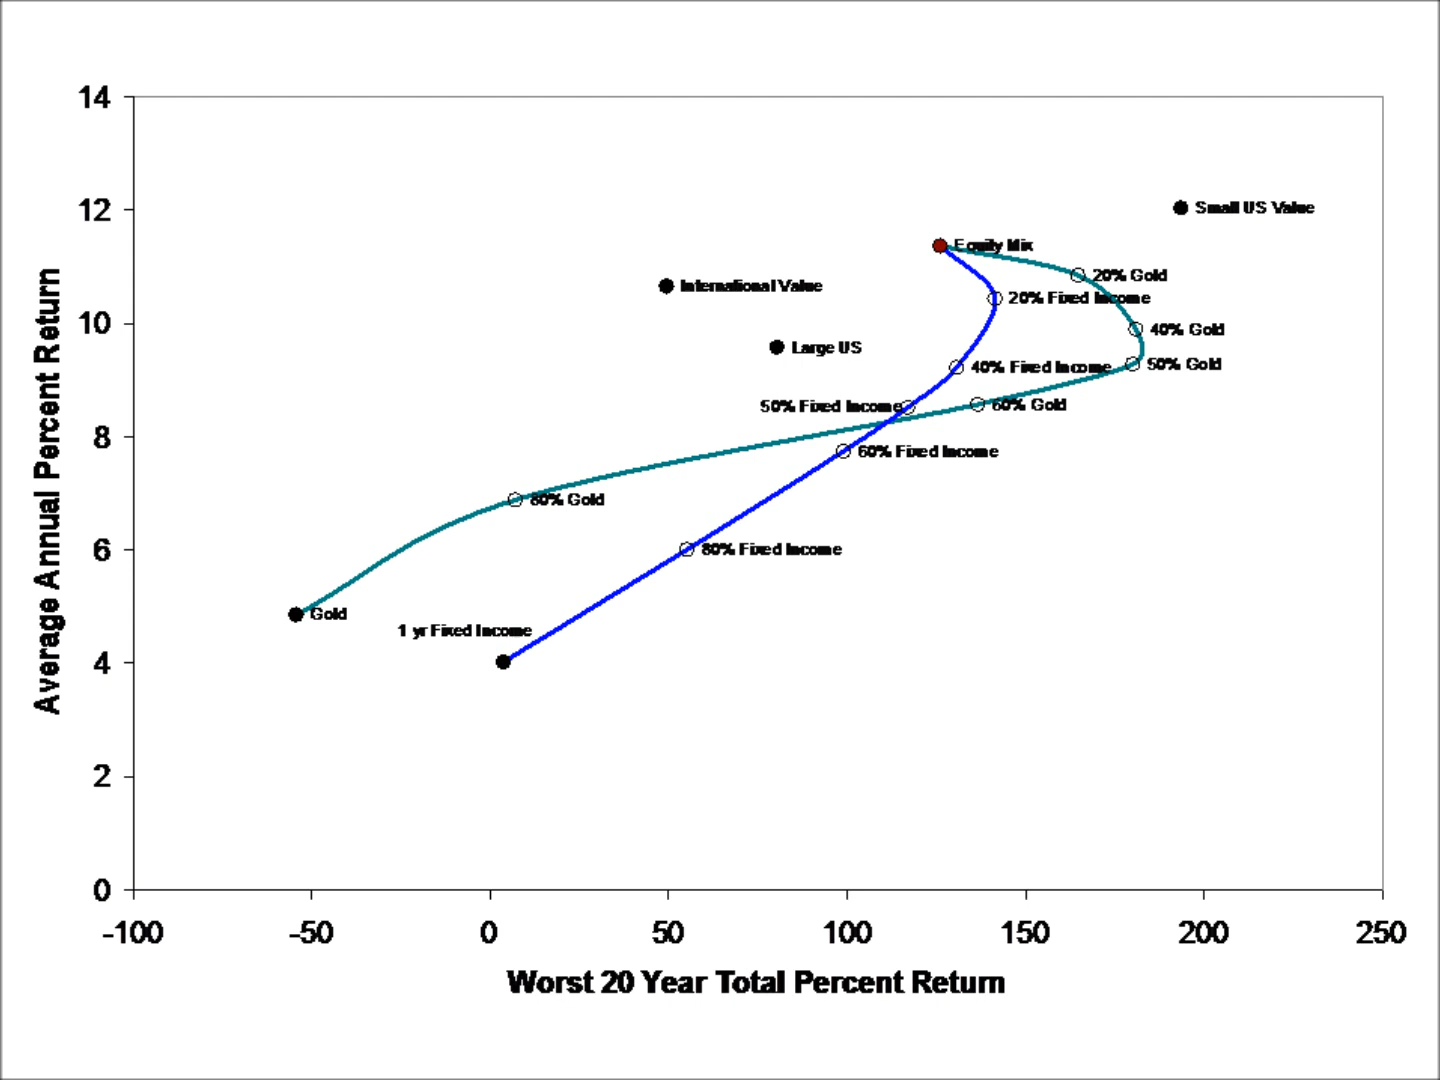 14
12
10
8
6
4
2
0
Average Annual Percent Return
Small US Value
Equity Mix
20% Gold
International Value
20% Fixed Income
40% Gold
Large US
50% Gold
40% Fixed Income
50% Fixed Income
60% Gold
60% Fixed Income
80% Gold
80% Fixed Income
Gold
1 yr Fixed Income
-100 -50 0 50 100 150 200 250
Worst 20 Year Total Percent Return